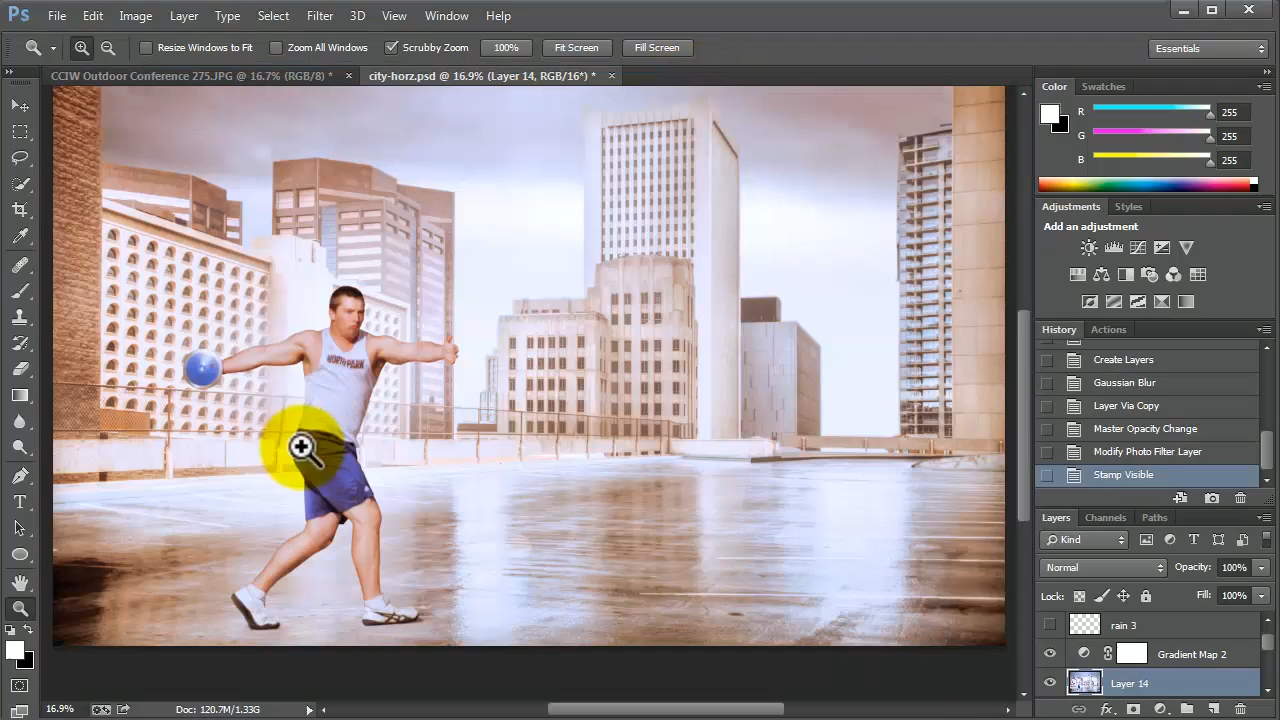 Ps File Edit Image Layer Type Select Filter 3D View Window Help
Resize Windows to Fit Zoom All Windows Scrubby Zoom 100% Fit Screen Fill Screen Essentials
CCIW Outdoor Conference 275.JPG @ 16.7% (RGB/8) * × city-horz.psd @ 16.9% (Layer 14, RGB/16*) * ×
Color Swatches
R 255
G 255
B 255
Adjustments Styles
Add an adjustment
History Actions
Create Layers
Gaussian Blur
Layer Via Copy
Master Opacity Change
Modify Photo Filter Layer
Stamp Visible
Layers Channels Paths
Kind
Normal Opacity: 100%
Lock: Fill: 100%
rain 3
Gradient Map 2
Layer 14
NORTH PARK
16.9% Doc: 120.7M/1.33G